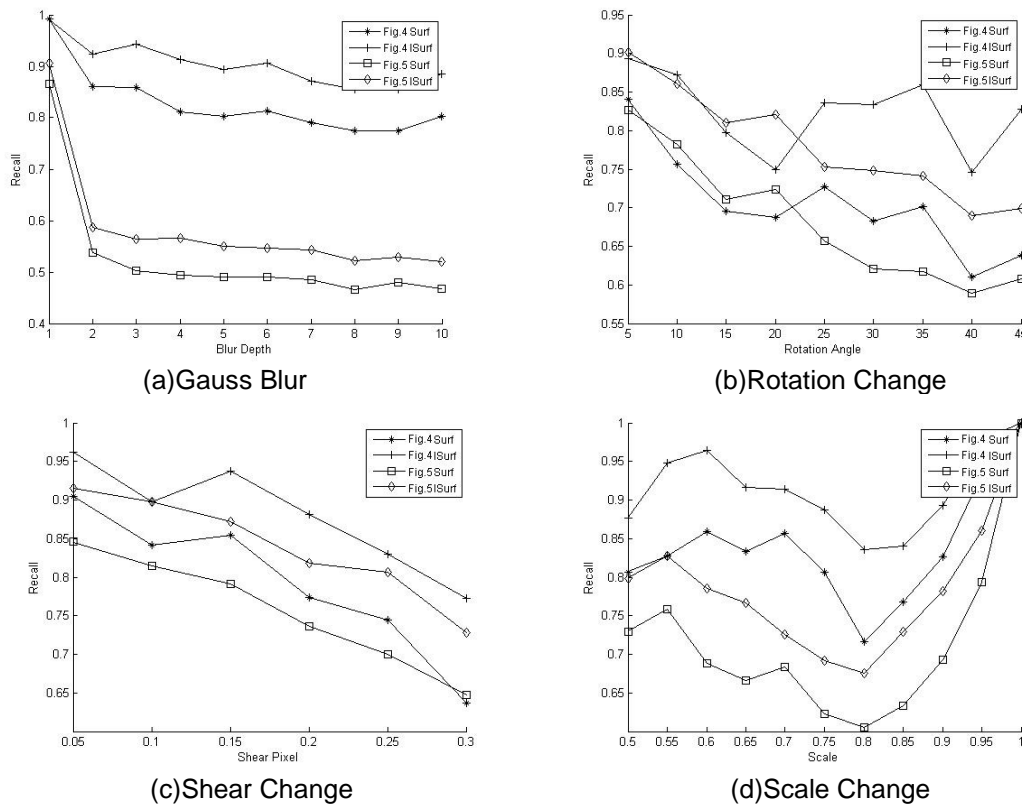 1
0.9
0.8
0.7
0.6
0.5
0.4
Recall
1 2 3 4 5 6 7 8 9 10
Blur Depth
Fig.4 Surf
Fig.4 ISurf
Fig.5 Surf
Fig.5 ISurf
(a)Gauss Blur
0.95
0.9
0.85
0.8
0.75
0.7
0.65
0.6
0.55
Recall
5 10 15 20 25 30 35 40
Rotation Angle
Fig.4 Surf
Fig.4 ISurf
Fig.5 Surf
Fig.5 ISurf
(b)Rotation Change
1
0.95
0.9
0.85
0.8
0.75
0.7
0.65
Recall
0.05 0.1 0.15 0.2 0.25 0.3
Shear Pixel
Fig.4 Surf
Fig.4 ISurf
Fig.5 Surf
Fig.5 ISurf
(c)Shear Change
1
0.95
0.9
0.85
0.8
0.75
0.7
0.65
Recall
0.5 0.55 0.6 0.65 0.7 0.75 0.8 0.85 0.9 0.95 1
Scale
Fig.4 Surf
Fig.4 ISurf
Fig.5 Surf
Fig.5 ISurf
(d)Scale Change